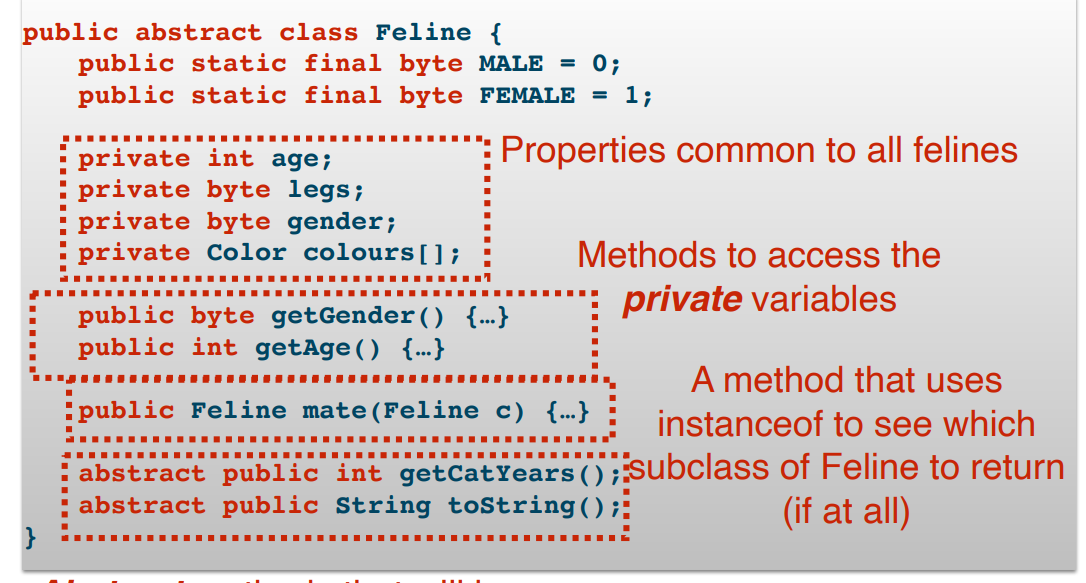 public abstract class Feline {
public static final byte MALE = 0;
public static final byte FEMALE = 1;
private int age;
private byte legs;
private byte gender;
private Color colours[];
Properties common to all felines
public byte getGender() {…}
public int getAge() {…}
Methods to access the
private variables
public Feline mate(Feline c) {…}
A method that uses
instanceof to see which
subclass of Feline to return
(if at all)
abstract public int getCatYears();
abstract public String toString();
}